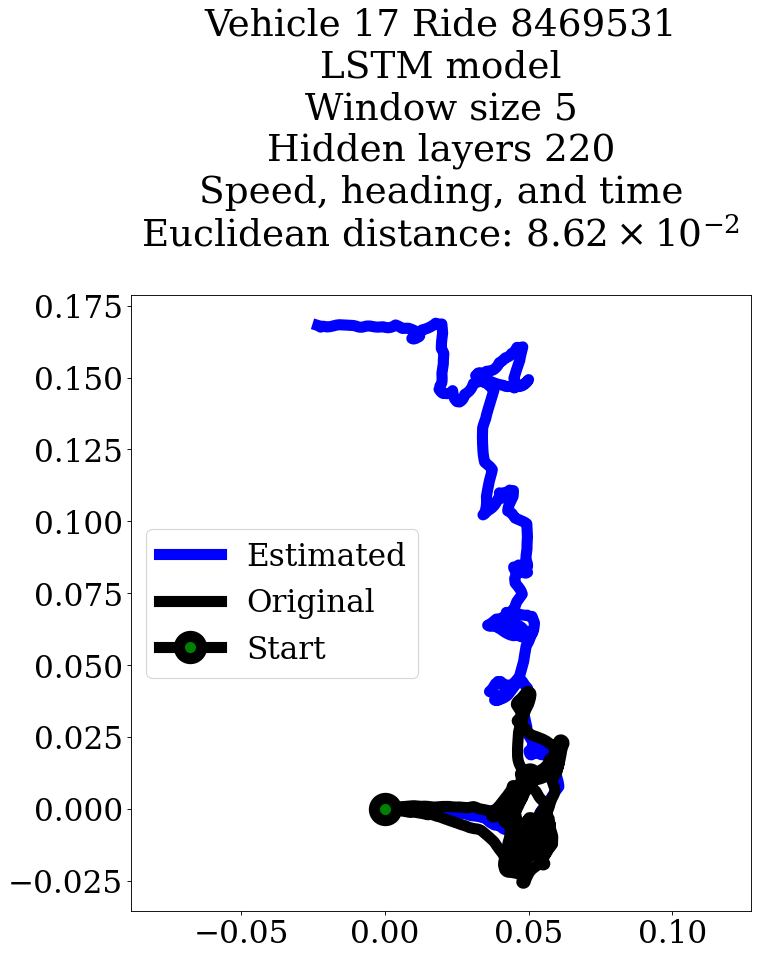 Vehicle 17 Ride 8469531
LSTM model
Window size 5
Hidden layers 220
Speed, heading, and time
Euclidean distance: 8.62 × 10⁻²
0.175
0.150
0.125
0.100
0.075
0.050
0.025
0.000
−0.025
Estimated
Original
Start
−0.05 0.00 0.05 0.10